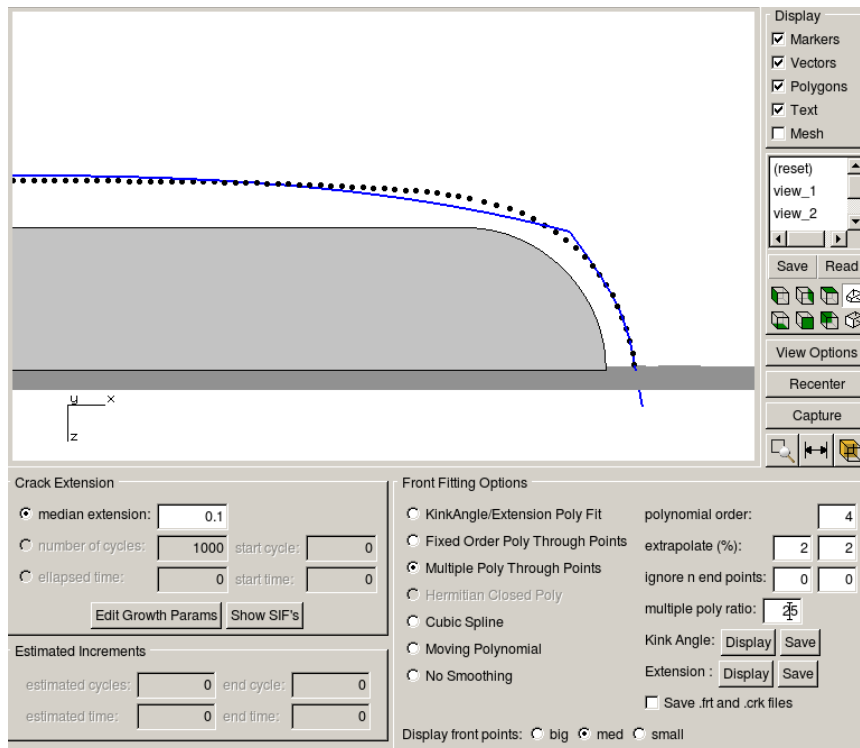 Display
Markers
Vectors
Polygons
Text
Mesh
(reset)
view_1
view_2
Save Read
View Options
Recenter
Capture
y x
z
Crack Extension
median extension: 0.1
number of cycles: 1000 start cycle: 0
ellapsed time: 0 start time: 0
Edit Growth Params Show SIF's
Estimated Increments
estimated cycles: 0 end cycle: 0
estimated time: 0 end time: 0
Front Fitting Options
KinkAngle/Extension Poly Fit
Fixed Order Poly Through Points
Multiple Poly Through Points
Hermitian Closed Poly
Cubic Spline
Moving Polynomial
No Smoothing
polynomial order: 4
extrapolate (%): 2 2
ignore n end points: 0 0
multiple poly ratio: 25
Kink Angle: Display Save
Extension : Display Save
Save .frt and .crk files
Display front points: big med small